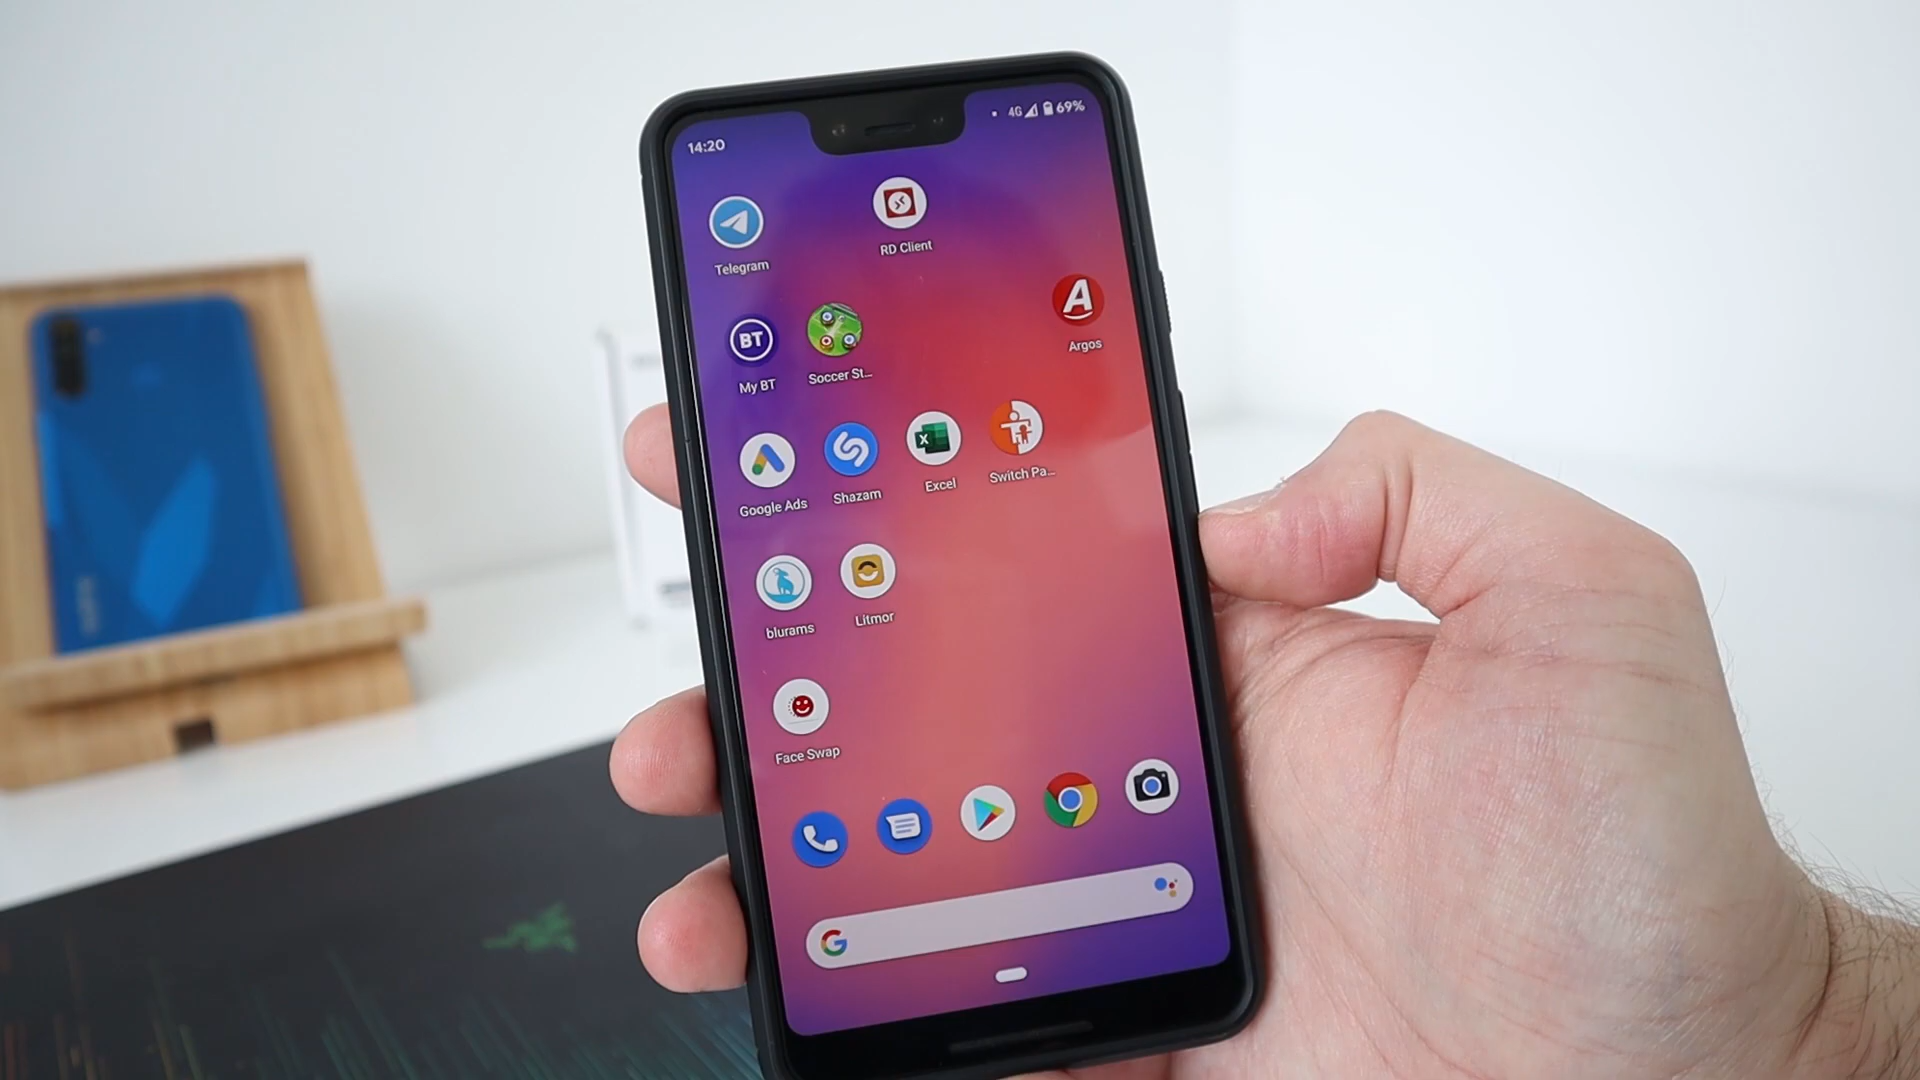 14:20
4G 69%
Telegram
RD Client
Argos
BT
My BT
Soccer St...
X
Google Ads
Shazam
Excel
Switch Pa...
blurams
Litmor
Face Swap